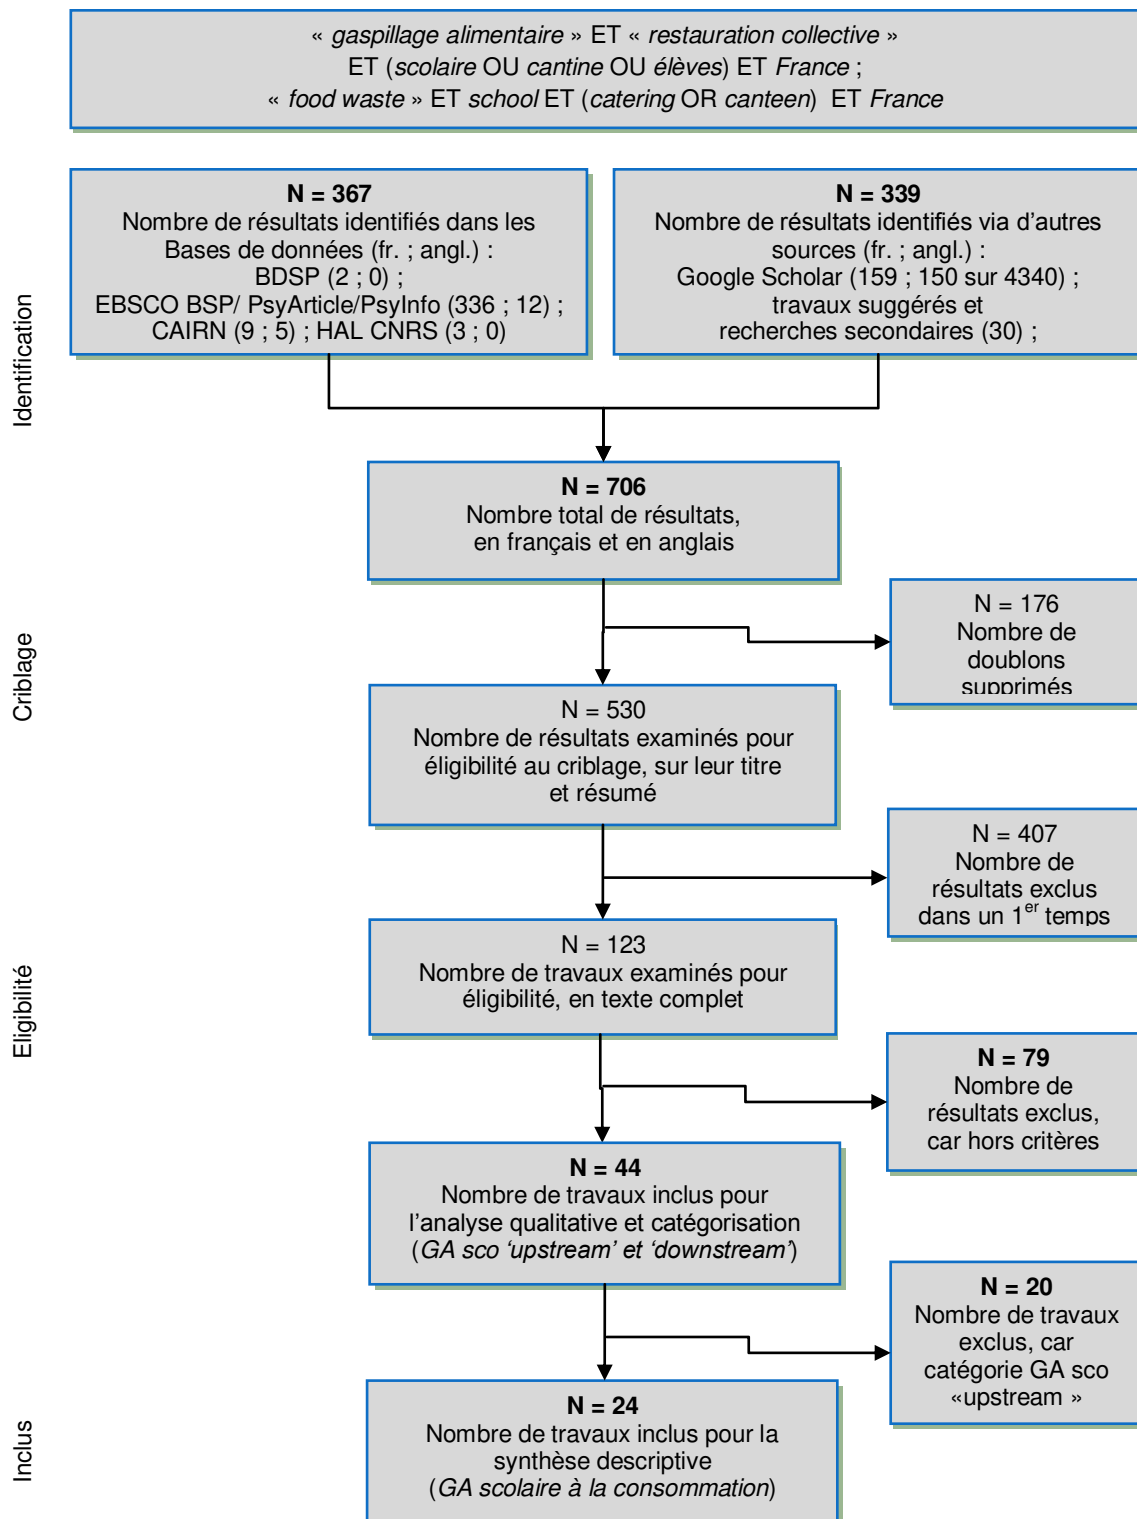 « gaspillage alimentaire » ET « restauration collective »
ET (scolaire OU cantine OU élèves) ET France ;
« food waste » ET school ET (catering OR canteen) ET France
Identification
N = 367
Nombre de résultats identifiés dans les
Bases de données (fr. ; angl.) :
BDSP (2 ; 0) ;
EBSCO BSP/ PsyArticle/PsyInfo (336 ; 12) ;
CAIRN (9 ; 5) ; HAL CNRS (3 ; 0)
N = 339
Nombre de résultats identifiés via d'autres
sources (fr. ; angl.) :
Google Scholar (159 ; 150 sur 4340) ;
travaux suggérés et
recherches secondaires (30) ;
N = 706
Nombre total de résultats,
en français et en anglais
Criblage
N = 176
Nombre de
doublons
supprimés
N = 530
Nombre de résultats examinés pour
éligibilité au criblage, sur leur titre
et résumé
N = 407
Nombre de
résultats exclus
dans un 1er temps
Eligibilité
N = 123
Nombre de travaux examinés pour
éligibilité, en texte complet
N = 79
Nombre de
résultats exclus,
car hors critères
N = 44
Nombre de travaux inclus pour
l'analyse qualitative et catégorisation
(GA sco 'upstream' et 'downstream')
N = 20
Nombre de travaux
exclus, car
catégorie GA sco
«upstream »
Inclus
N = 24
Nombre de travaux inclus pour la
synthèse descriptive
(GA scolaire à la consommation)